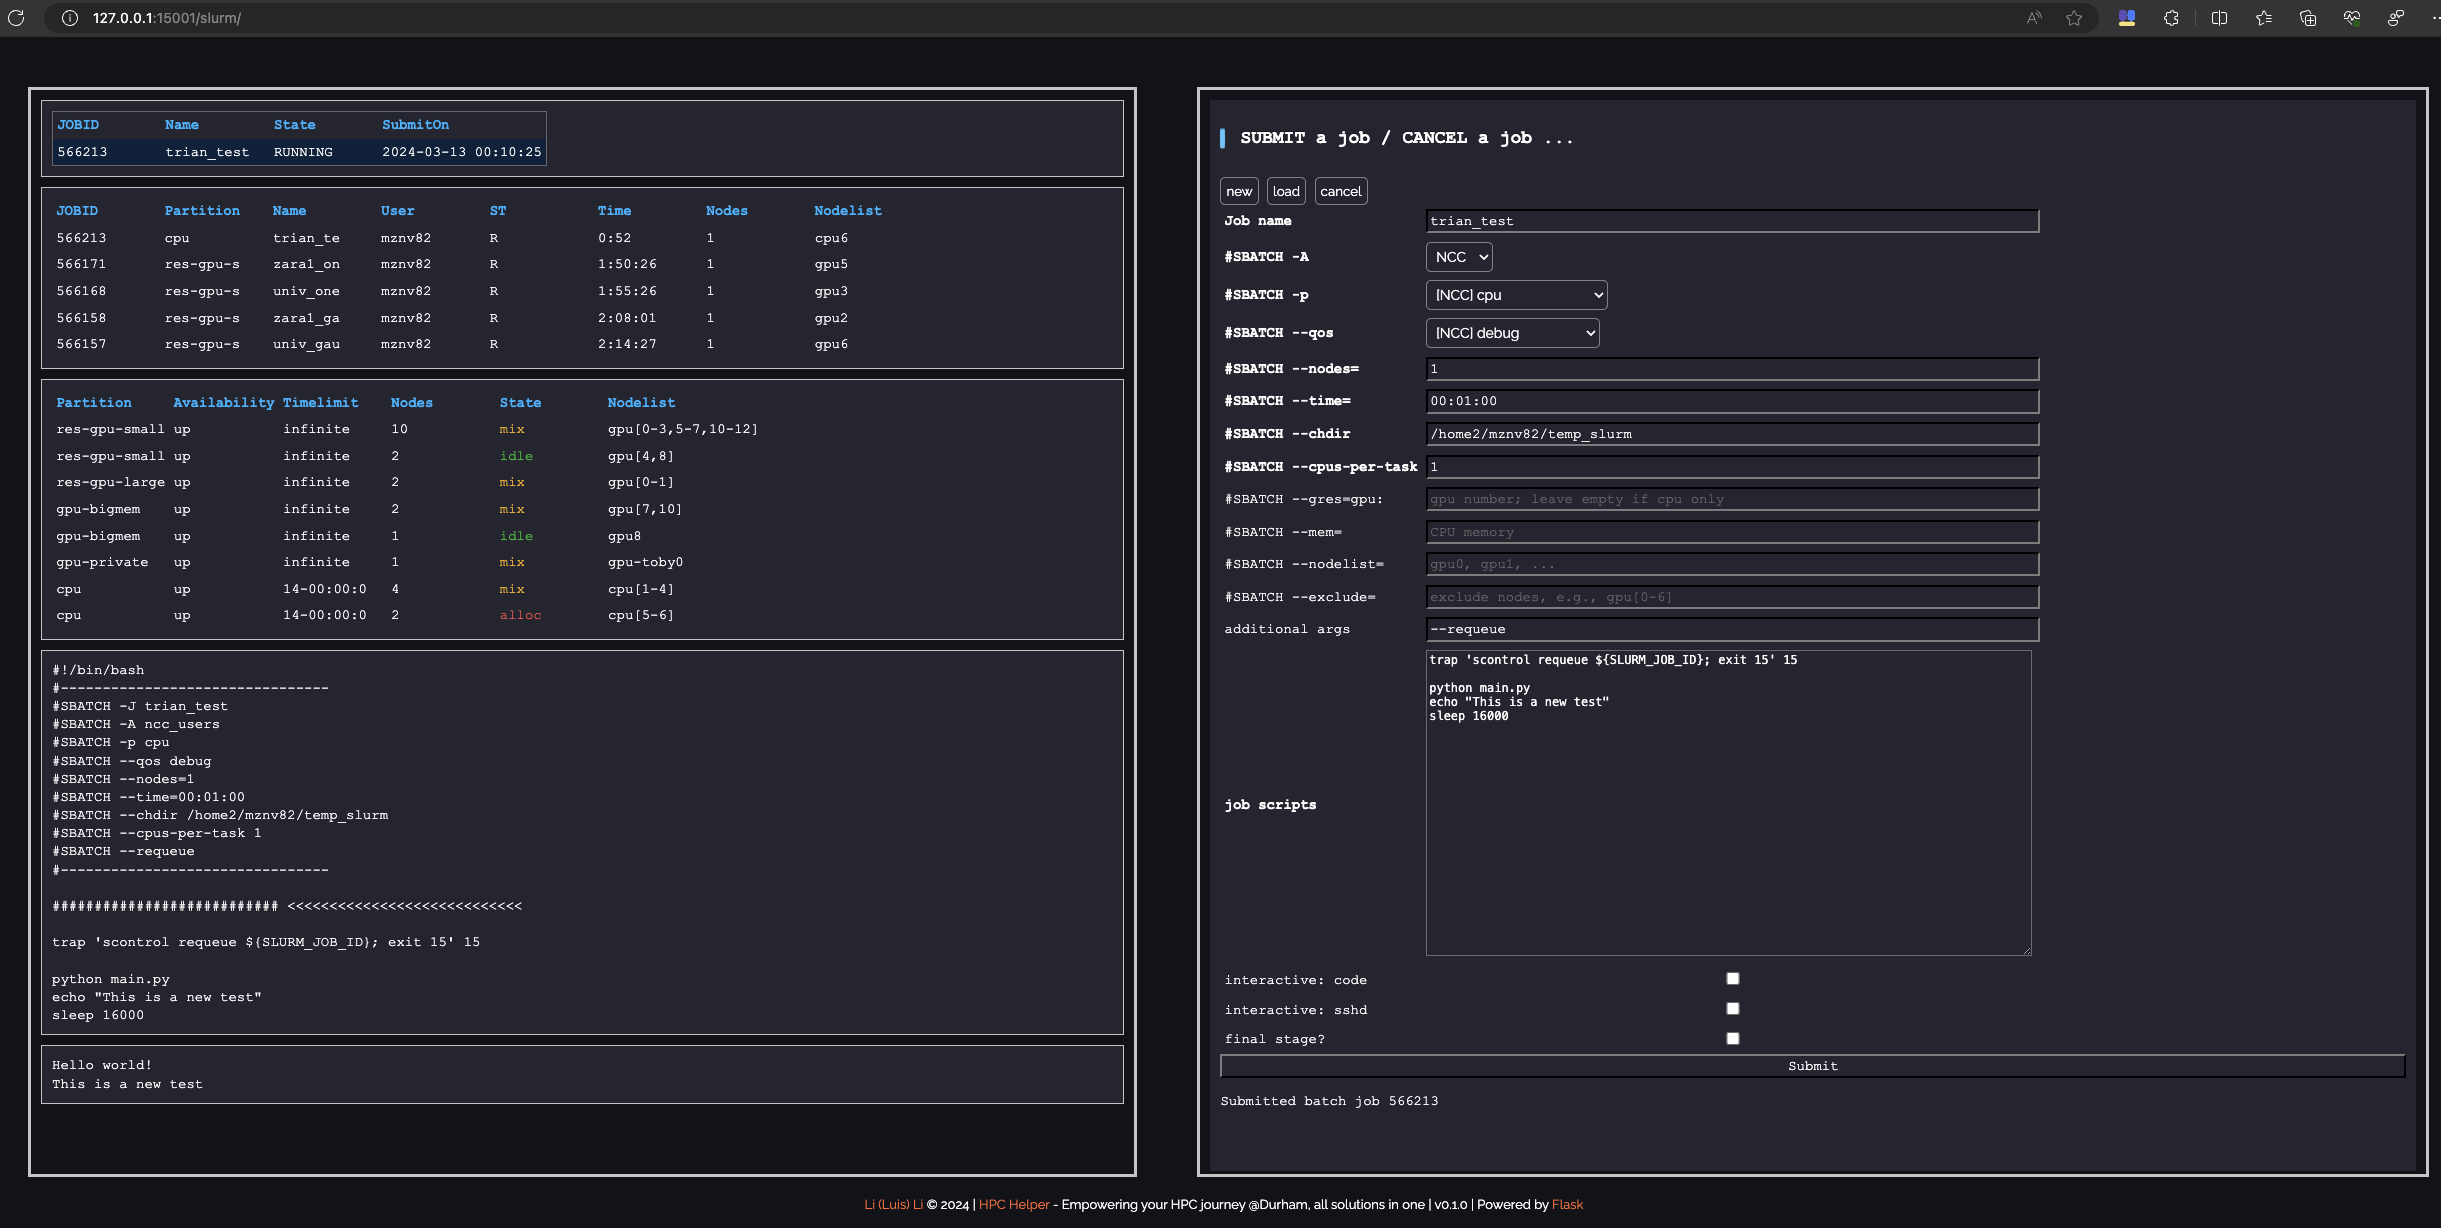 127.0.0.1:15001/slurm/
JOBID Name State SubmitOn
566213 trian_test RUNNING 2024-03-13 00:10:25
JOBID Partition Name User ST Time Nodes Nodelist
566213 cpu trian_te mznv82 R 0:52 1 cpu6
566171 res-gpu-s zara1_on mznv82 R 1:50:26 1 gpu5
566168 res-gpu-s univ_one mznv82 R 1:55:26 1 gpu3
566158 res-gpu-s zara1_ga mznv82 R 2:08:01 1 gpu2
566157 res-gpu-s univ_gau mznv82 R 2:14:27 1 gpu6
Partition Availability Timelimit Nodes State Nodelist
res-gpu-small up infinite 10 mix gpu[0-3,5-7,10-12]
res-gpu-small up infinite 2 idle gpu[4,8]
res-gpu-large up infinite 2 mix gpu[0-1]
gpu-bigmem up infinite 2 mix gpu[7,10]
gpu-bigmem up infinite 1 idle gpu8
gpu-private up infinite 1 mix gpu-toby0
cpu up 14-00:00:0 4 mix cpu[1-4]
cpu up 14-00:00:0 2 alloc cpu[5-6]
#!/bin/bash
#--------------------------------
#SBATCH -J trian_test
#SBATCH -A ncc_users
#SBATCH -p cpu
#SBATCH --qos debug
#SBATCH --nodes=1
#SBATCH --time=00:01:00
#SBATCH --chdir /home2/mznv82/temp_slurm
#SBATCH --cpus-per-task 1
#SBATCH --requeue
#--------------------------------
########################### <<<<<<<<<<<<<<<<<<<<<<<<<<<<
trap 'scontrol requeue ${SLURM_JOB_ID}; exit 15' 15
python main.py
echo "This is a new test"
sleep 16000
Hello world!
This is a new test
SUBMIT a job / CANCEL a job ...
new load cancel
Job name trian_test
#SBATCH -A NCC
#SBATCH -p [NCC] cpu
#SBATCH --qos [NCC] debug
#SBATCH --nodes= 1
#SBATCH --time= 00:01:00
#SBATCH --chdir /home2/mznv82/temp_slurm
#SBATCH --cpus-per-task 1
#SBATCH --gres=gpu: gpu number; leave empty if cpu only
#SBATCH --mem= CPU memory
#SBATCH --nodelist= gpu0, gpu1, ...
#SBATCH --exclude= exclude nodes, e.g., gpu[0-6]
additional args --requeue
job scripts
trap 'scontrol requeue ${SLURM_JOB_ID}; exit 15' 15
python main.py
echo "This is a new test"
sleep 16000
interactive: code
interactive: sshd
final stage?
Submit
Submitted batch job 566213
Li (Luis) Li © 2024 | HPC Helper - Empowering your HPC journey @Durham, all solutions in one | v0.1.0 | Powered by Flask